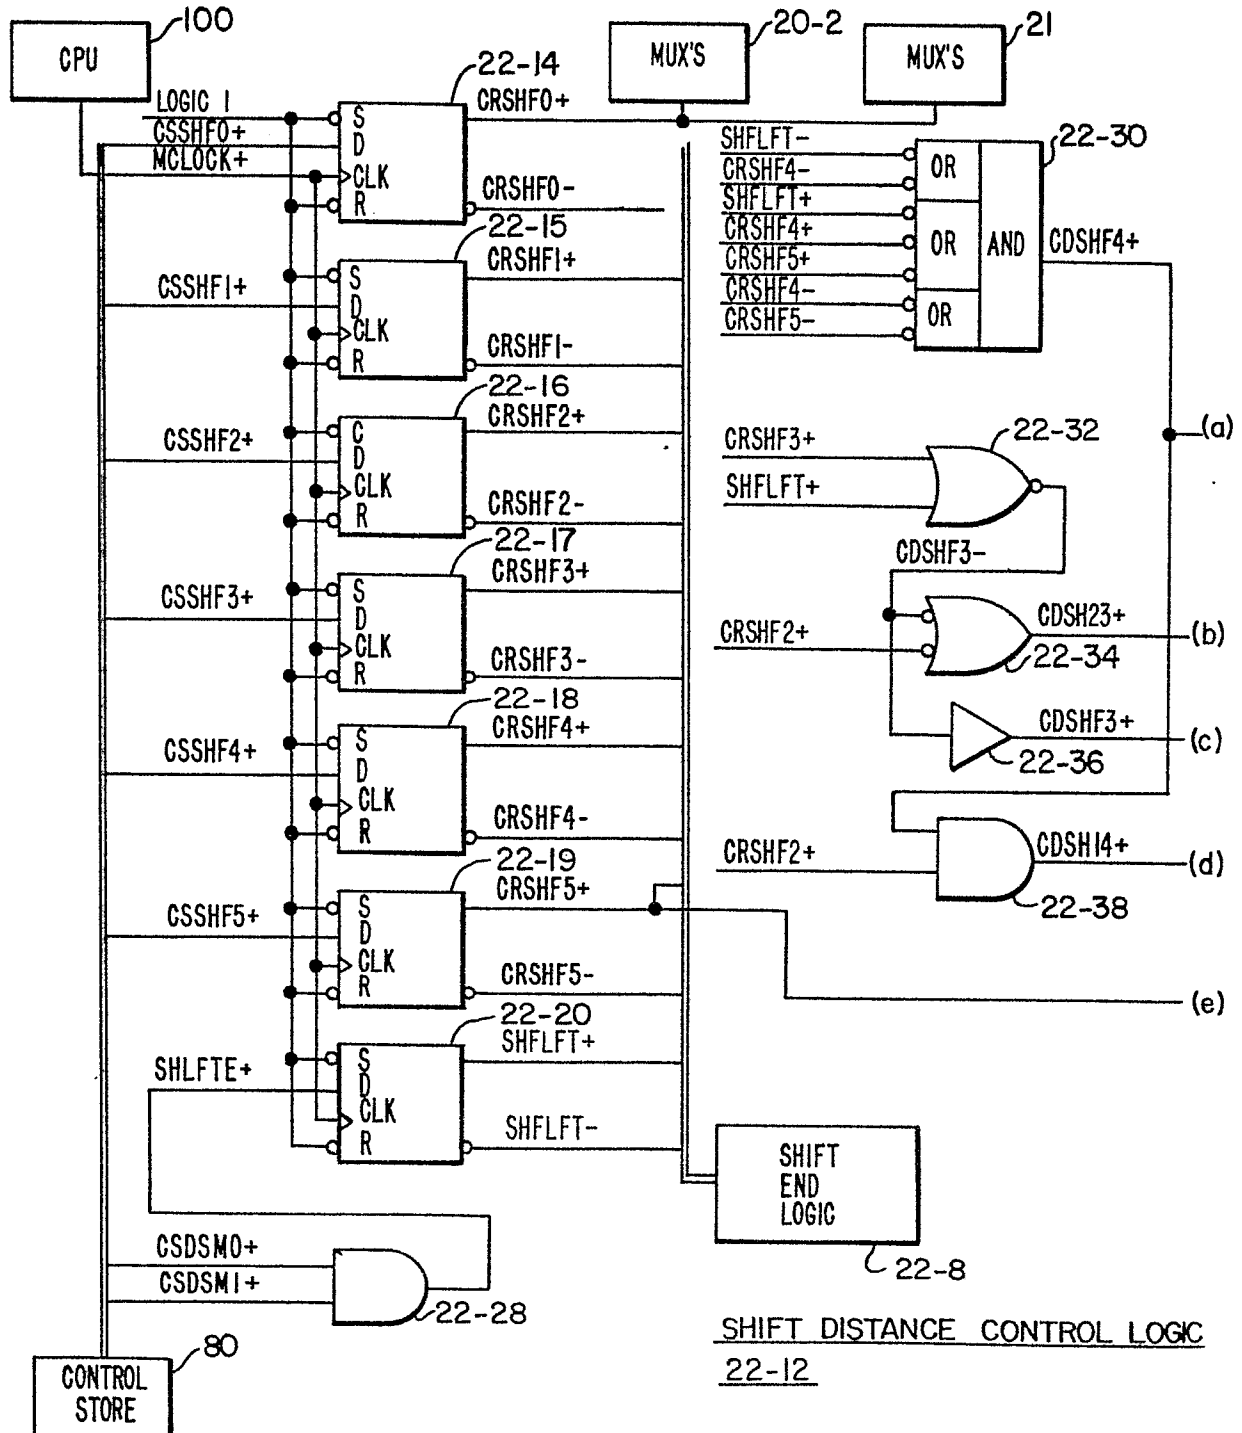 100
CPU
20-2
MUX'S
21
MUX'S
LOGIC 1
CSSHF0+
MCLOCK+
22-14
S
D
CLK
R
CRSHF0+
CRSHF0-
CSSHF1+
22-15
S
D
CLK
R
CRSHF1+
CRSHF1-
CSSHF2+
22-16
C
D
CLK
R
CRSHF2+
CRSHF2-
CSSHF3+
22-17
S
D
CLK
R
CRSHF3+
CRSHF3-
CSSHF4+
22-18
S
D
CLK
R
CRSHF4+
CRSHF4-
CSSHF5+
22-19
S
D
CLK
R
CRSHF5+
CRSHF5-
SHLFTE+
22-20
S
D
CLK
R
SHFLFT+
SHFLFT-
CSDSM0+
CSDSM1+
22-28
80
CONTROL
STORE
SHFLFT-
CRSHF4-
SHFLFT+
CRSHF4+
CRSHF5+
CRSHF4-
CRSHF5-
OR
OR
OR
AND
22-30
CDSHF4+
(a)
CRSHF3+
SHFLFT+
22-32
CDSHF3-
CRSHF2+
CDSH23+
22-34
(b)
CDSHF3+
22-36
(c)
CRSHF2+
CDSH14+
22-38
(d)
(e)
SHIFT
END
LOGIC
22-8
SHIFT DISTANCE CONTROL LOGIC
22-12